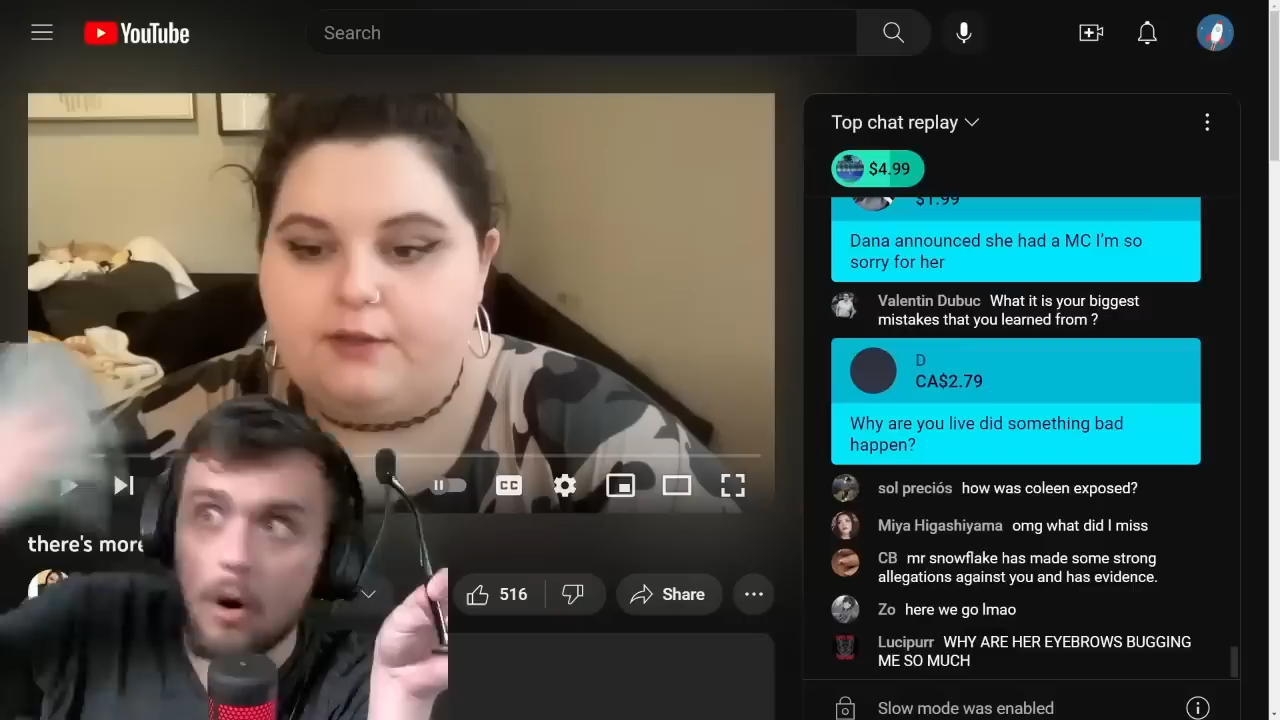 YouTube
Search
Top chat replay
$4.99
$1.99
Dana announced she had a MC I'm so
sorry for her
Valentin Dubuc What it is your biggest
mistakes that you learned from ?
D
CA$2.79
Why are you live did something bad
happen?
sol preciós how was coleen exposed?
Miya Higashiyama omg what did I miss
CB mr snowflake has made some strong
allegations against you and has evidence.
Zo here we go lmao
Lucipurr WHY ARE HER EYEBROWS BUGGING
ME SO MUCH
Slow mode was enabled
CC
there's more
516
Share